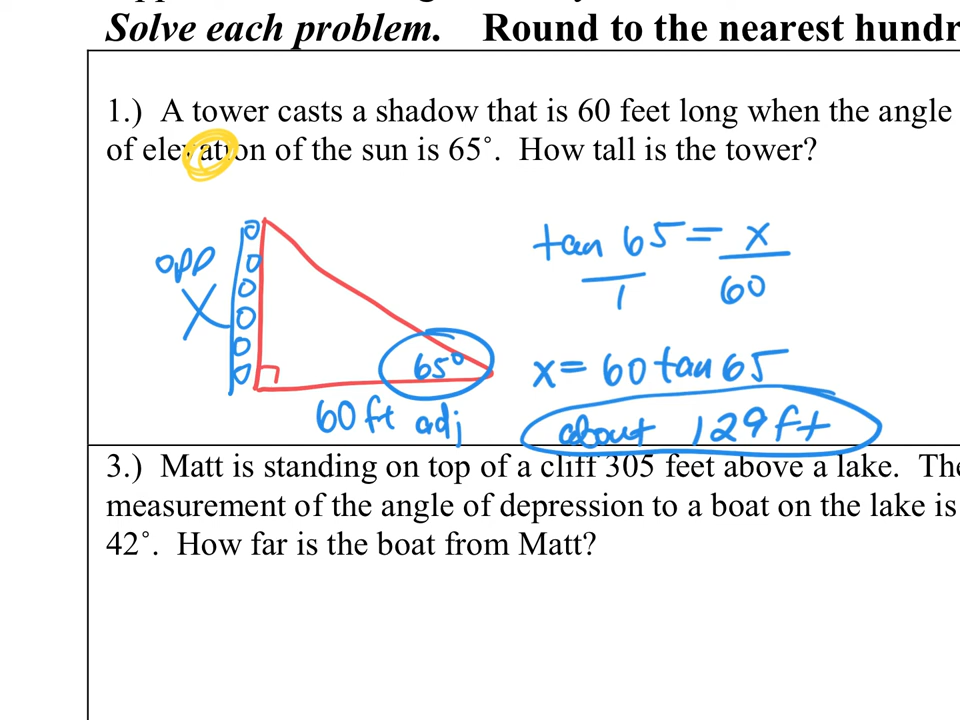 Solve each problem. Round to the nearest
1.) A tower casts a shadow that is 60 feet long when the angle
of elevation of the sun is 65˚. How tall is the tower?
opp
X
65°
60 ft adj
tan 65 = x
1 60
x = 60 tan 65
about 129 ft
3.) Matt is standing on top of a cliff 305 feet above a lake.
measurement of the angle of depression to a boat on the lake is
42˚. How far is the boat from Matt?